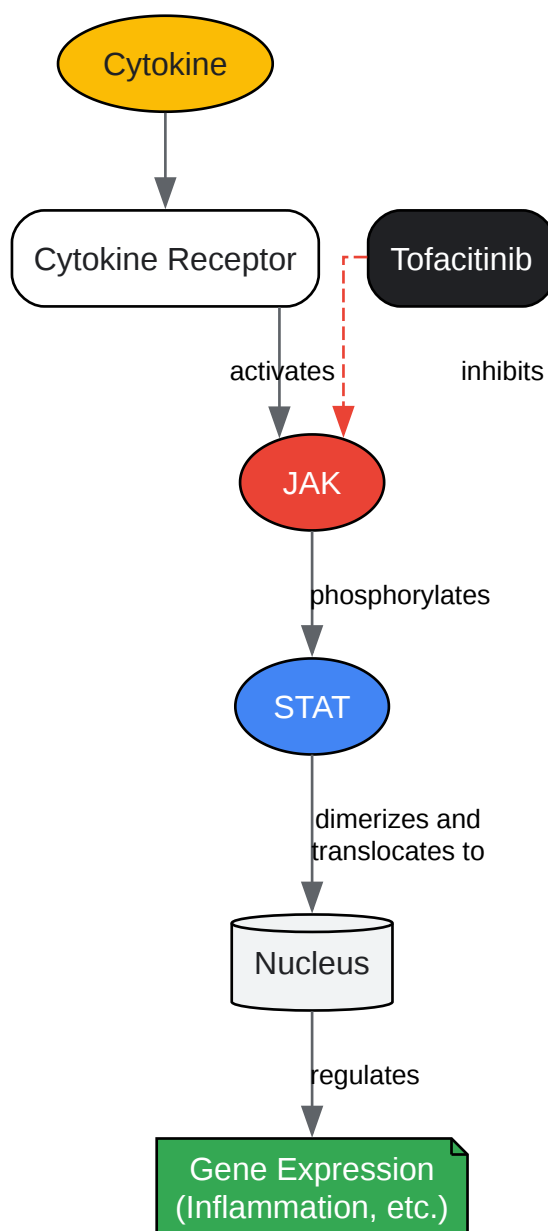 Cytokine
Cytokine Receptor
Tofacitinib
activates
inhibits
JAK
phosphorylates
STAT
dimerizes and
translocates to
Nucleus
regulates
Gene Expression
(Inflammation, etc.)